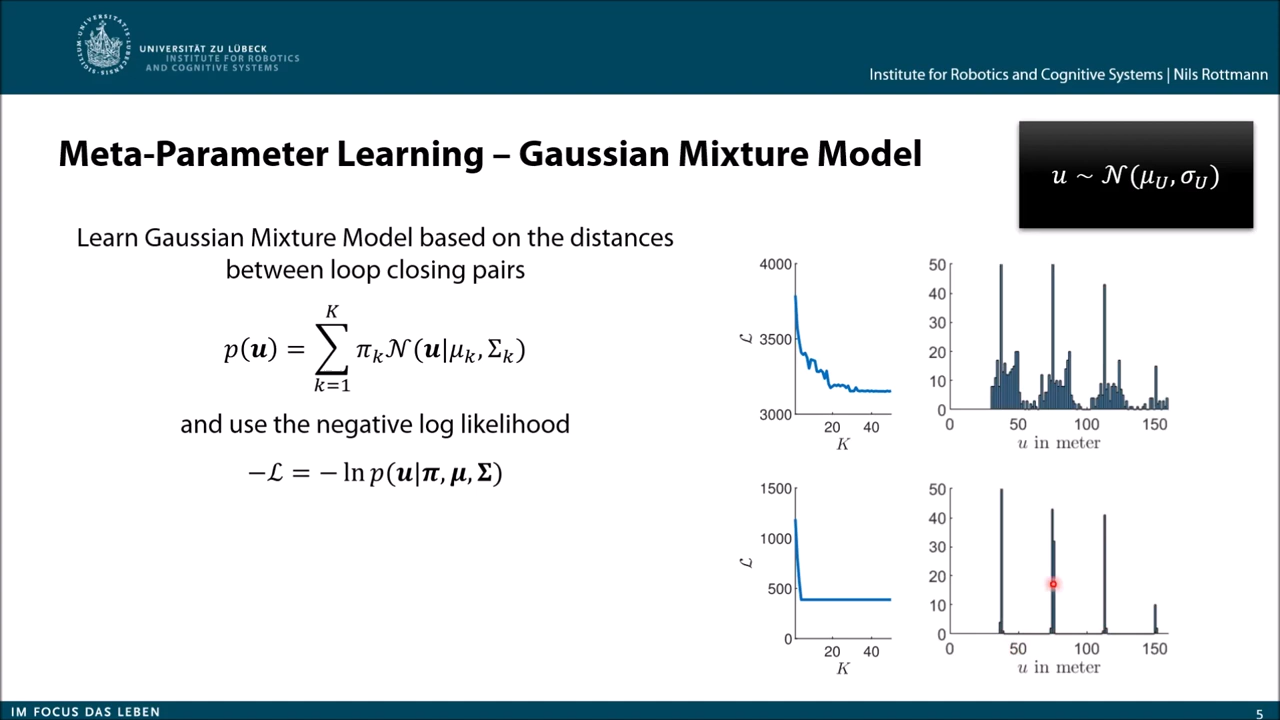 SIGILLUM UNIVERSITATIS LUBECENSIS
UNIVERSITÄT ZU LÜBECK
INSTITUTE FOR ROBOTICS
AND COGNITIVE SYSTEMS
Institute for Robotics and Cognitive Systems | Nils Rottmann
Meta-Parameter Learning – Gaussian Mixture Model
u ~ 𝒩(μ_U, σ_U)
Learn Gaussian Mixture Model based on the distances
between loop closing pairs
p(u) = ∑_{k=1}^{K} π_k 𝒩(u|μ_k, Σ_k)
and use the negative log likelihood
−ℒ = − ln p(u|π, μ, Σ)
4000
3500
3000
ℒ
20 40
K
50
40
30
20
10
0
0 50 100 150
u in meter
1500
1000
500
0
ℒ
20 40
K
50
40
30
20
10
0
0 50 100 150
u in meter
IM FOCUS DAS LEBEN
5